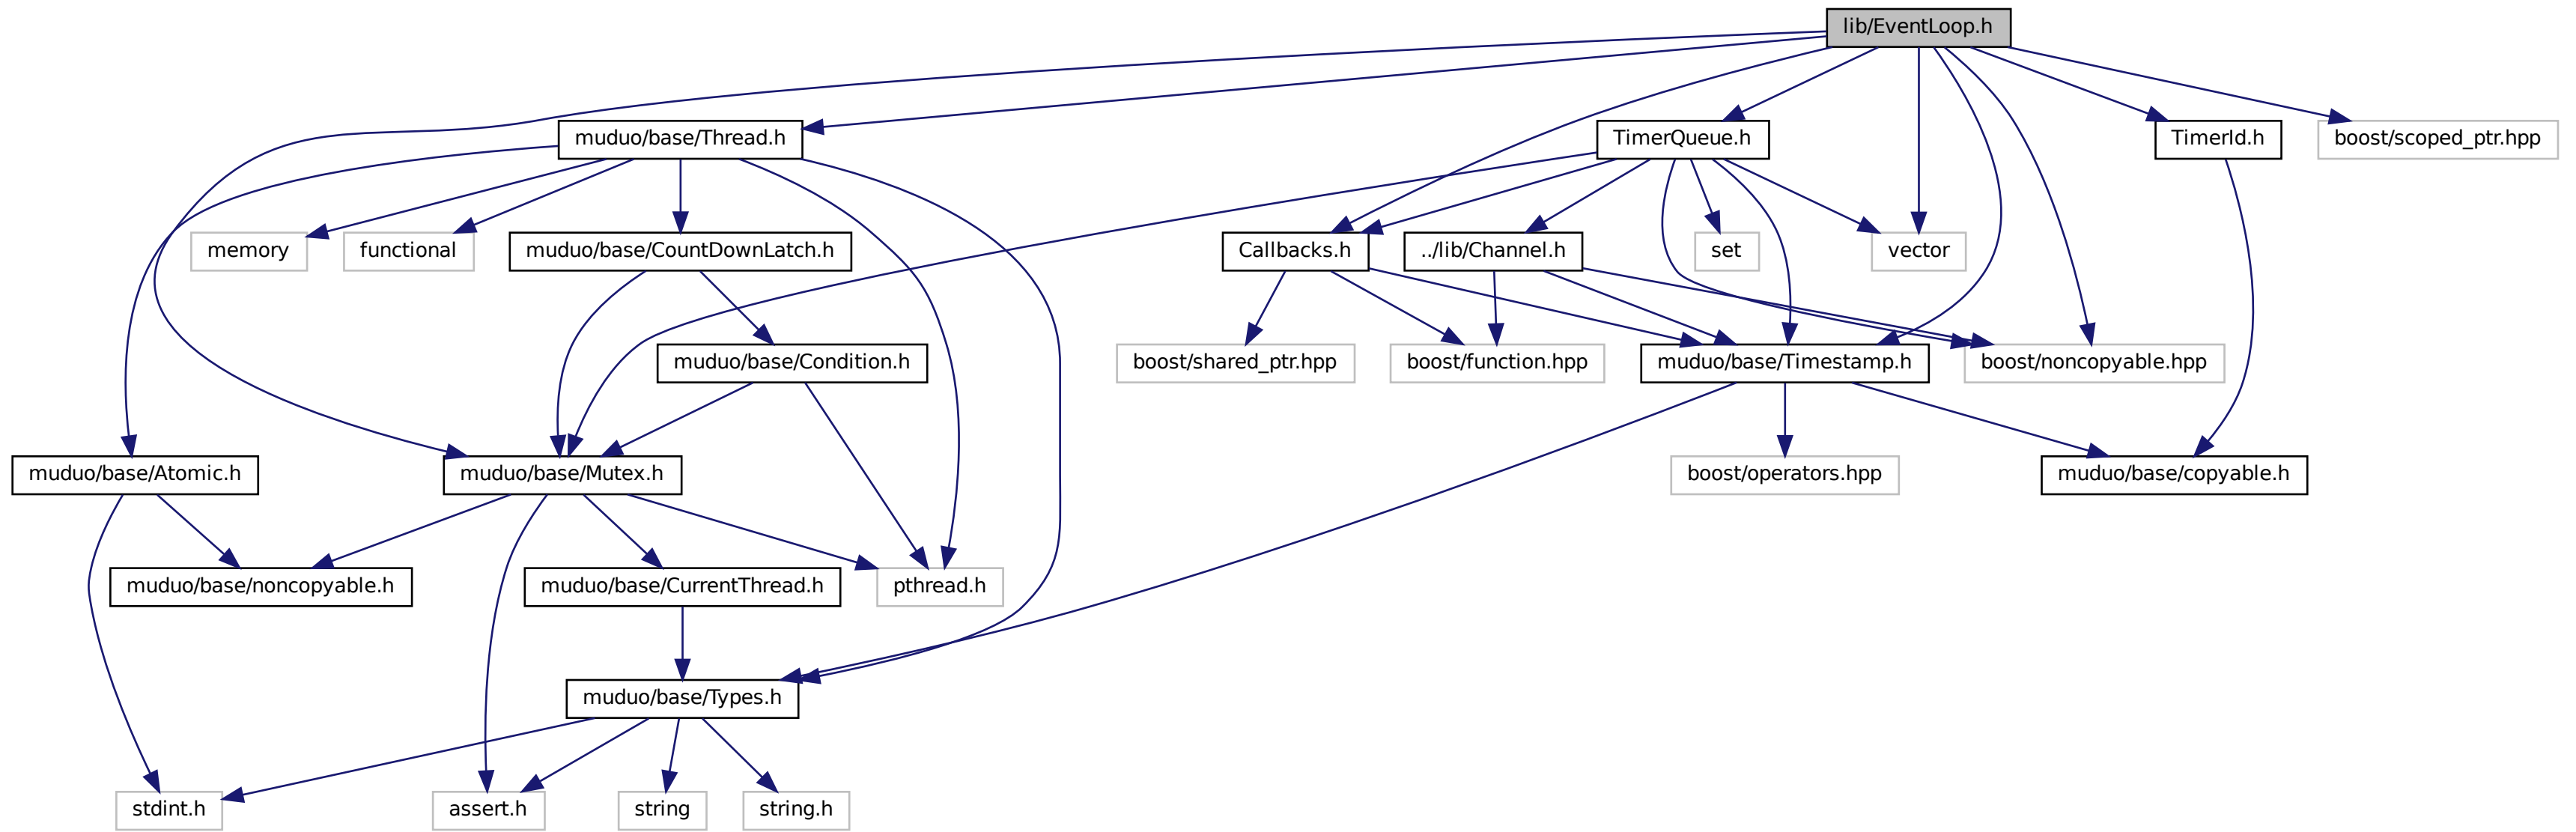 lib/EventLoop.h
muduo/base/Thread.h
TimerQueue.h
TimerId.h
boost/scoped_ptr.hpp
memory
functional
muduo/base/CountDownLatch.h
Callbacks.h
../lib/Channel.h
set
vector
muduo/base/Condition.h
boost/shared_ptr.hpp
boost/function.hpp
muduo/base/Timestamp.h
boost/noncopyable.hpp
muduo/base/Atomic.h
muduo/base/Mutex.h
boost/operators.hpp
muduo/base/copyable.h
muduo/base/noncopyable.h
muduo/base/CurrentThread.h
pthread.h
muduo/base/Types.h
stdint.h
assert.h
string
string.h